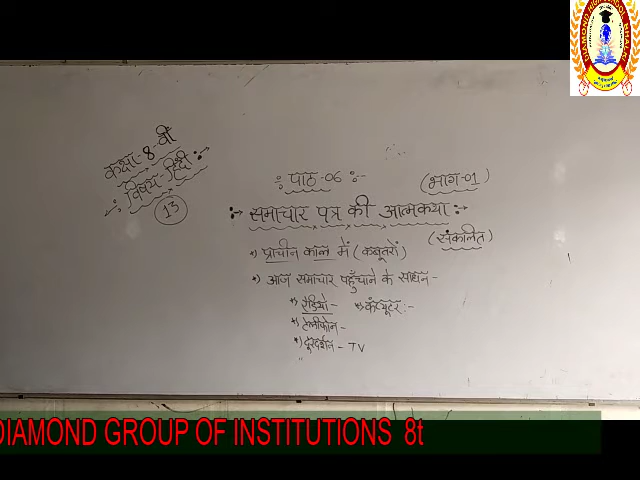 कक्षा-8 वी
विषय-हिंदी
13
पाठ-06 :-
(भाग-01)
समाचार पत्र की आत्मकथा
(संकलित)
प्राचीन काल में (कबूतरों)
आज समाचार पहुँचाने के साधन-
रेडियो- कंप्यूटर:-
टेलीफोन-
दूरदर्शन - TV
DIAMOND GROUP OF INSTITUTIONS 8t